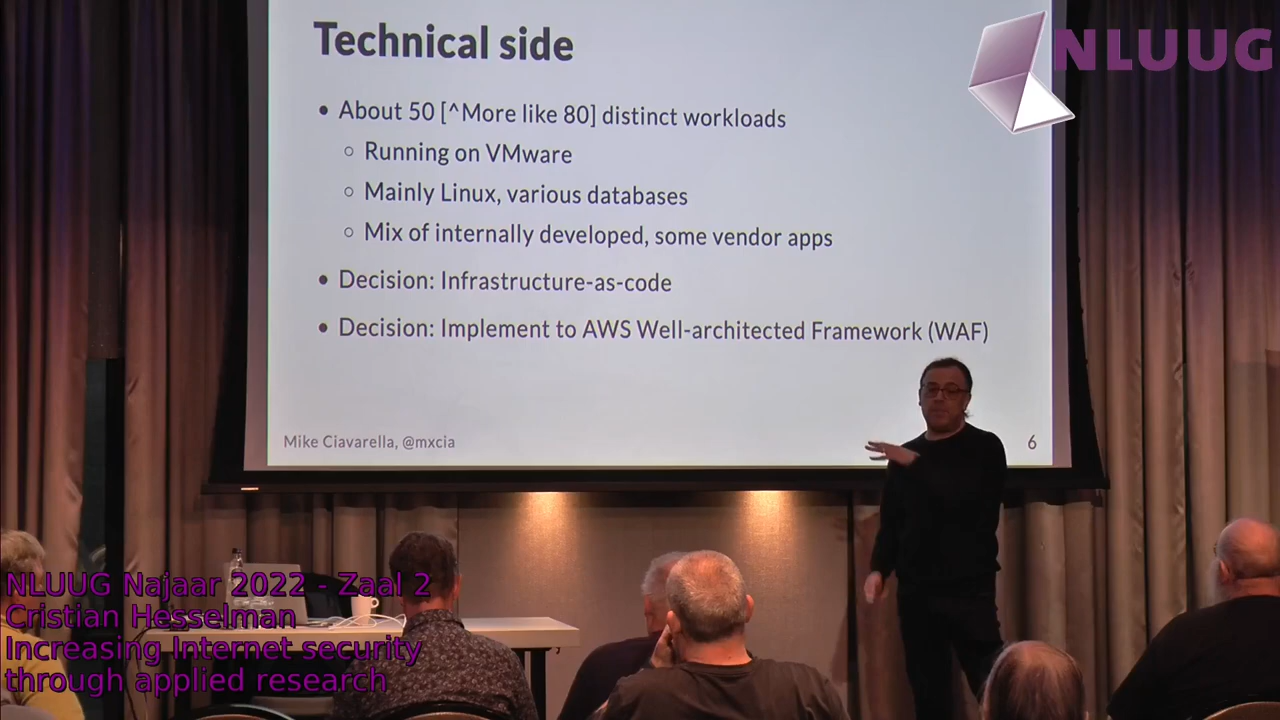 Technical side
NLUUG
• About 50 [^More like 80] distinct workloads
○ Running on VMware
○ Mainly Linux, various databases
○ Mix of internally developed, some vendor apps
• Decision: Infrastructure-as-code
• Decision: Implement to AWS Well-architected Framework (WAF)
Mike Ciavarella, @mxcia
6
NLUUG Najaar 2022 - Zaal 2
Cristian Hesselman
Increasing Internet security
through applied research